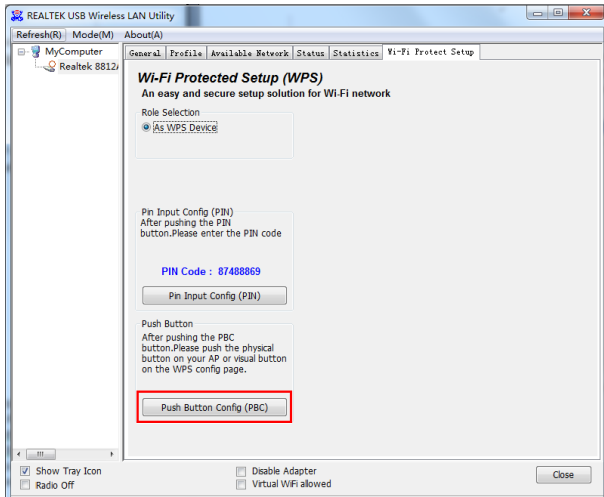 REALTEK USB Wireless LAN Utility
Refresh(R) Mode(M) About(A)
MyComputer
Realtek 8812
General Profile Available Network Status Statistics Wi-Fi Protect Setup
Wi-Fi Protected Setup (WPS)
An easy and secure setup solution for Wi-Fi network
Role Selection
As WPS Device
Pin Input Config (PIN)
After pushing the PIN
button.Please enter the PIN code
PIN Code : 87488869
Pin Input Config (PIN)
Push Button
After pushing the PBC
button.Please push the physical
button on your AP or visual button
on the WPS config page.
Push Button Config (PBC)
Show Tray Icon
Radio Off
Disable Adapter
Virtual WiFi allowed
Close